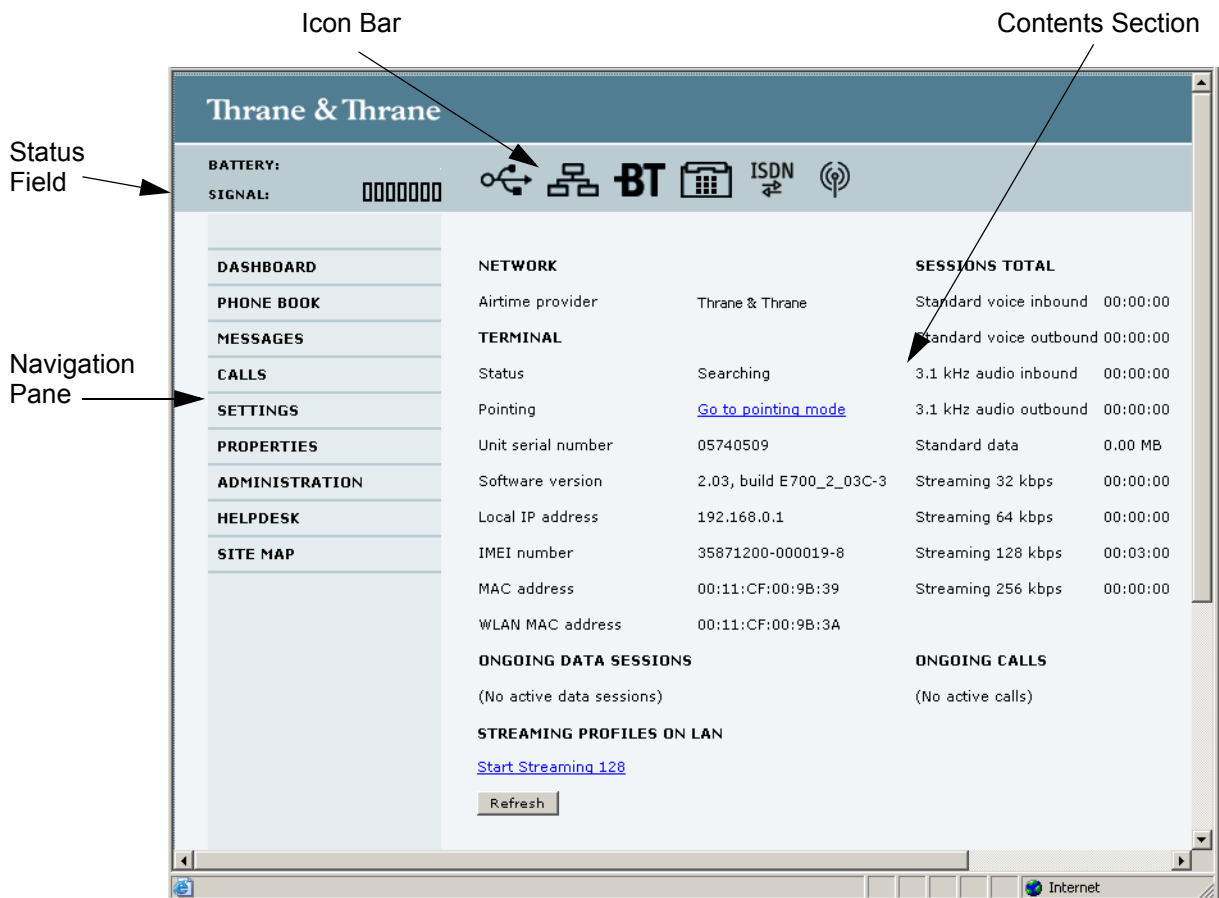 Icon Bar
Contents Section
Thrane & Thrane
Status
Field
BATTERY:
SIGNAL:
BT
ISDN
Navigation
Pane
DASHBOARD
PHONE BOOK
MESSAGES
CALLS
SETTINGS
PROPERTIES
ADMINISTRATION
HELPDESK
SITE MAP
NETWORK
Airtime provider Thrane & Thrane
TERMINAL
Status Searching
Pointing Go to pointing mode
Unit serial number 05740509
Software version 2.03, build E700_2_03C-3
Local IP address 192.168.0.1
IMEI number 35871200-000019-8
MAC address 00:11:CF:00:9B:39
WLAN MAC address 00:11:CF:00:9B:3A
ONGOING DATA SESSIONS
(No active data sessions)
STREAMING PROFILES ON LAN
Start Streaming 128
Refresh
SESSIONS TOTAL
Standard voice inbound 00:00:00
Standard voice outbound 00:00:00
3.1 kHz audio inbound 00:00:00
3.1 kHz audio outbound 00:00:00
Standard data 0.00 MB
Streaming 32 kbps 00:00:00
Streaming 64 kbps 00:00:00
Streaming 128 kbps 00:03:00
Streaming 256 kbps 00:00:00
ONGOING CALLS
(No active calls)
Internet